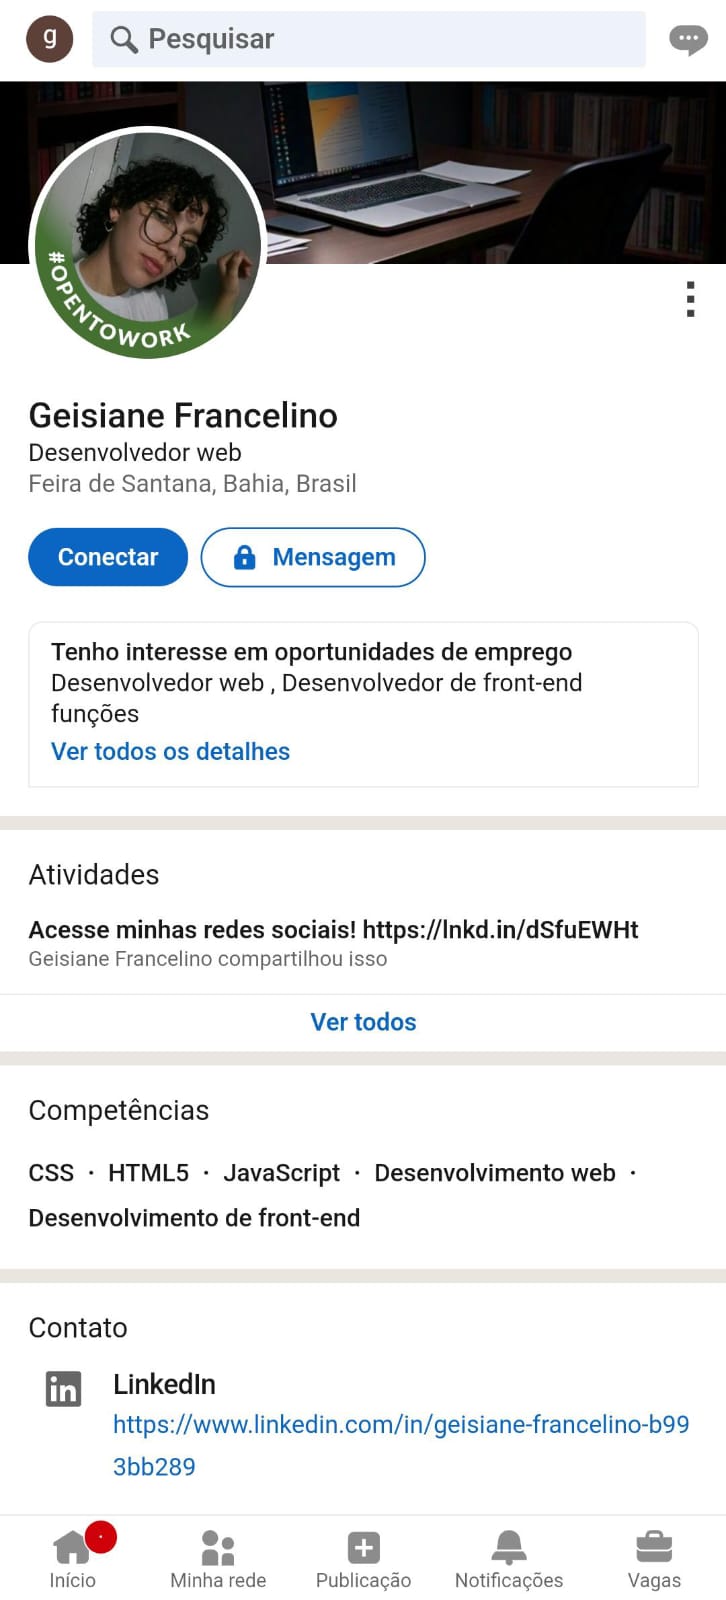 g
Pesquisar
#OPENTOWORK
Geisiane Francelino
Desenvolvedor web
Feira de Santana, Bahia, Brasil
Conectar
Mensagem
Tenho interesse em oportunidades de emprego
Desenvolvedor web , Desenvolvedor de front-end
funções
Ver todos os detalhes
Atividades
Acesse minhas redes sociais! https://lnkd.in/dSfuEWHt
Geisiane Francelino compartilhou isso
Ver todos
Competências
CSS · HTML5 · JavaScript · Desenvolvimento web ·
Desenvolvimento de front-end
Contato
in
LinkedIn
https://www.linkedin.com/in/geisiane-francelino-b99
3bb289
Início
Minha rede
Publicação
Notificações
Vagas